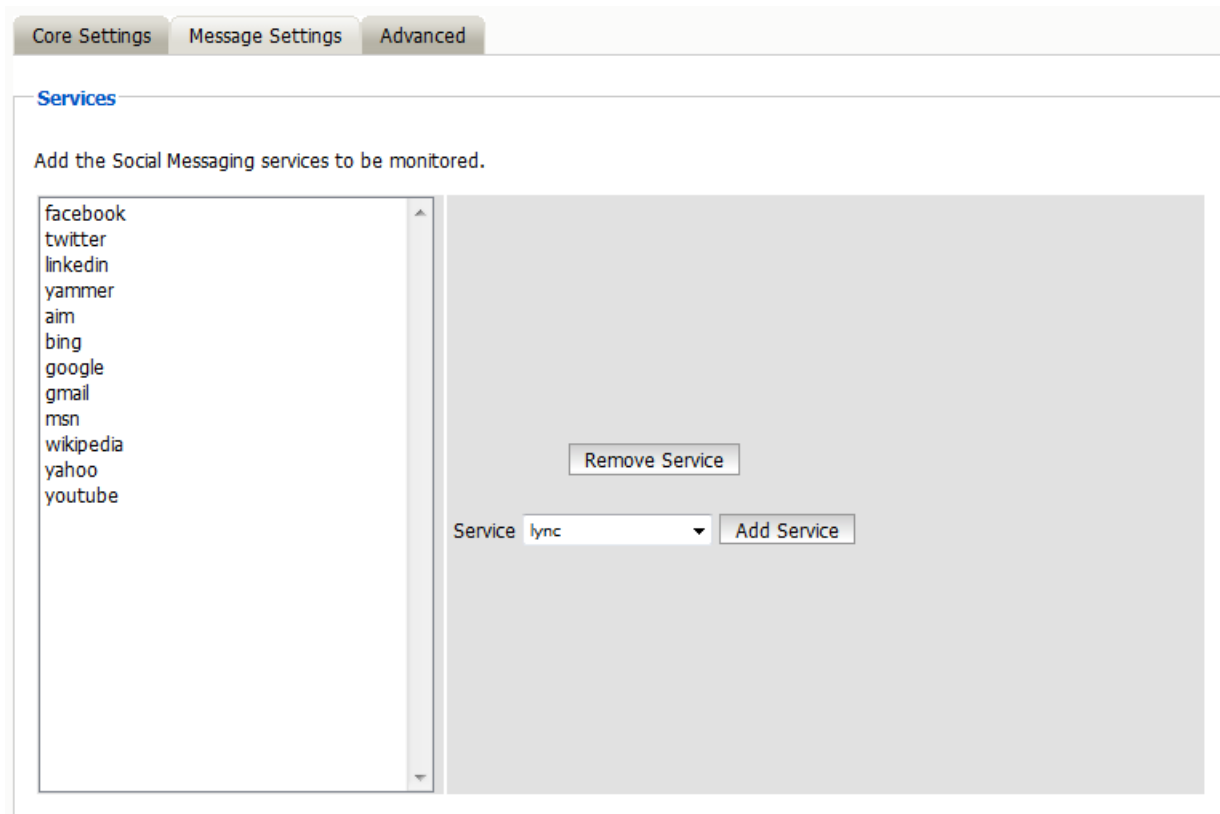 Core Settings Message Settings Advanced
Services
Add the Social Messaging services to be monitored.
facebook
twitter
linkedin
yammer
aim
bing
google
gmail
msn
wikipedia
yahoo
youtube
Remove Service
Service lync Add Service